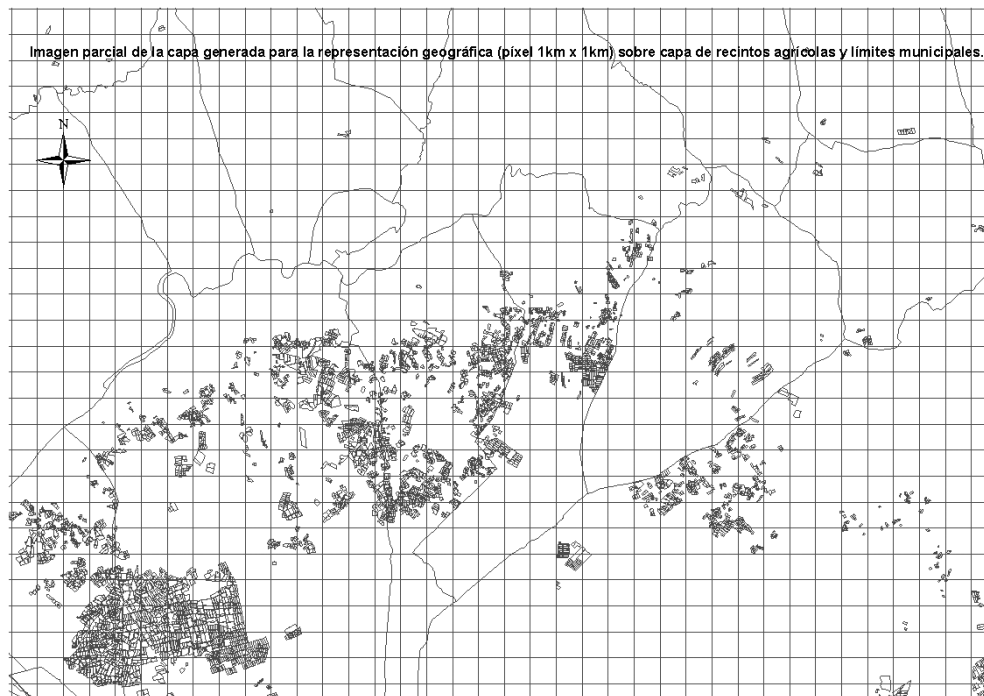 Imagen parcial de la capa generada para la representación geográfica (píxel 1km x 1km) sobre capa de recintos agrícolas y límites municipales.
N